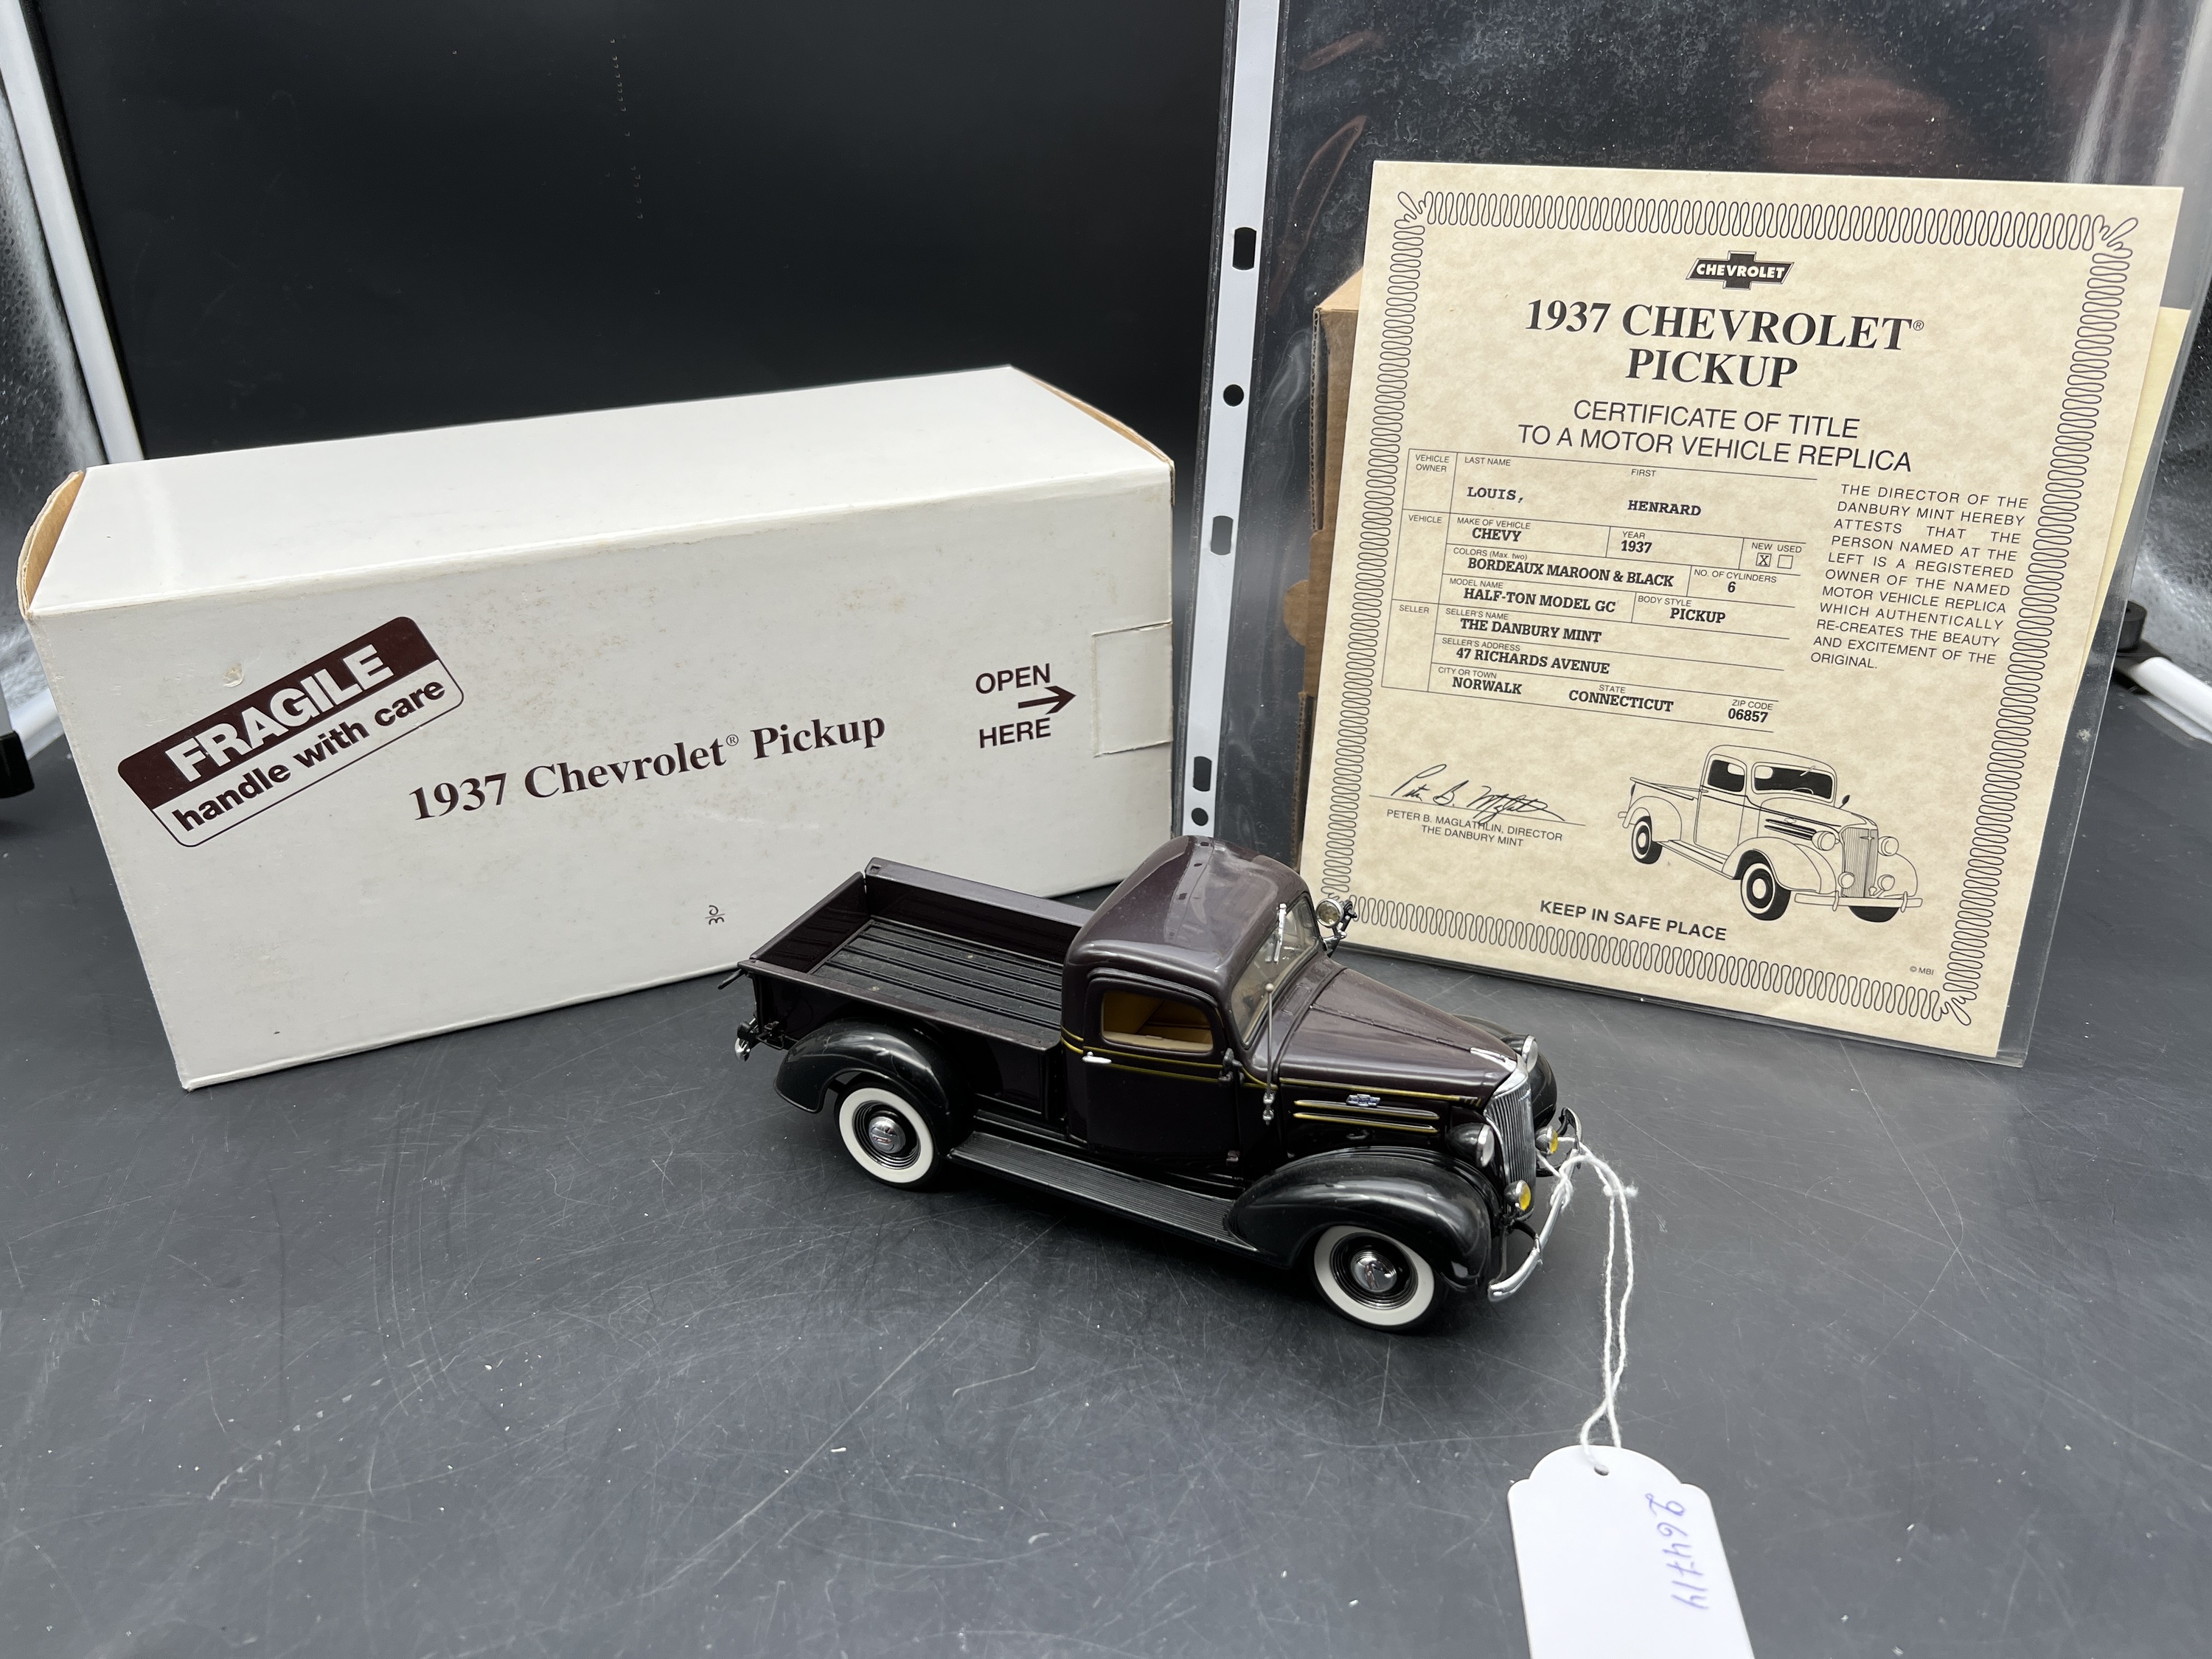 FRAGILE
handle with care
1937 Chevrolet® Pickup
OPEN
HERE
CHEVROLET
1937 CHEVROLET®
PICKUP
CERTIFICATE OF TITLE
TO A MOTOR VEHICLE REPLICA
VEHICLE OWNER
LAST NAME FIRST
LOUIS, HENRARD
VEHICLE
MAKE OF VEHICLE
CHEVY
YEAR
1937
NEW USED
X
COLORS (Max. two)
BORDEAUX MAROON & BLACK
NO. OF CYLINDERS
6
MODEL NAME
HALF-TON MODEL GC
BODY STYLE
PICKUP
SELLER
SELLER'S NAME
THE DANBURY MINT
SELLER'S ADDRESS
47 RICHARDS AVENUE
CITY OR TOWN
NORWALK
STATE
CONNECTICUT
ZIP CODE
06857
THE DIRECTOR OF THE
DANBURY MINT HEREBY
ATTESTS THAT THE
PERSON NAMED AT THE
LEFT IS A REGISTERED
OWNER OF THE NAMED
MOTOR VEHICLE REPLICA
WHICH AUTHENTICALLY
RE-CREATES THE BEAUTY
AND EXCITEMENT OF THE
ORIGINAL.
PETER B. MAGLATHLIN, DIRECTOR
THE DANBURY MINT
KEEP IN SAFE PLACE
© MBI